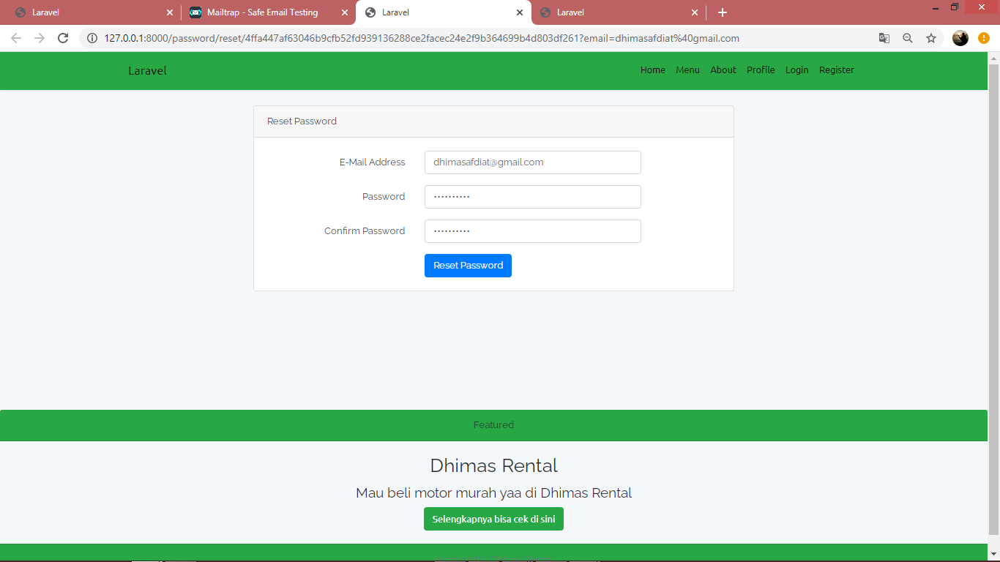 Laravel
Mailtrap - Safe Email Testing
Laravel
Laravel
127.0.0.1:8000/password/reset/4ffa447af63046b9cfb52fd939136288ce2facec24e2f9b364699b4d803df261?email=dhimasafdiat%40gmail.com
Laravel
Home Menu About Profile Login Register
Reset Password
E-Mail Address dhimasafdiat@gmail.com
Password ••••••••••
Confirm Password ••••••••••
Reset Password
Featured
Dhimas Rental
Mau beli motor murah yaa di Dhimas Rental
Selengkapnya bisa cek di sini